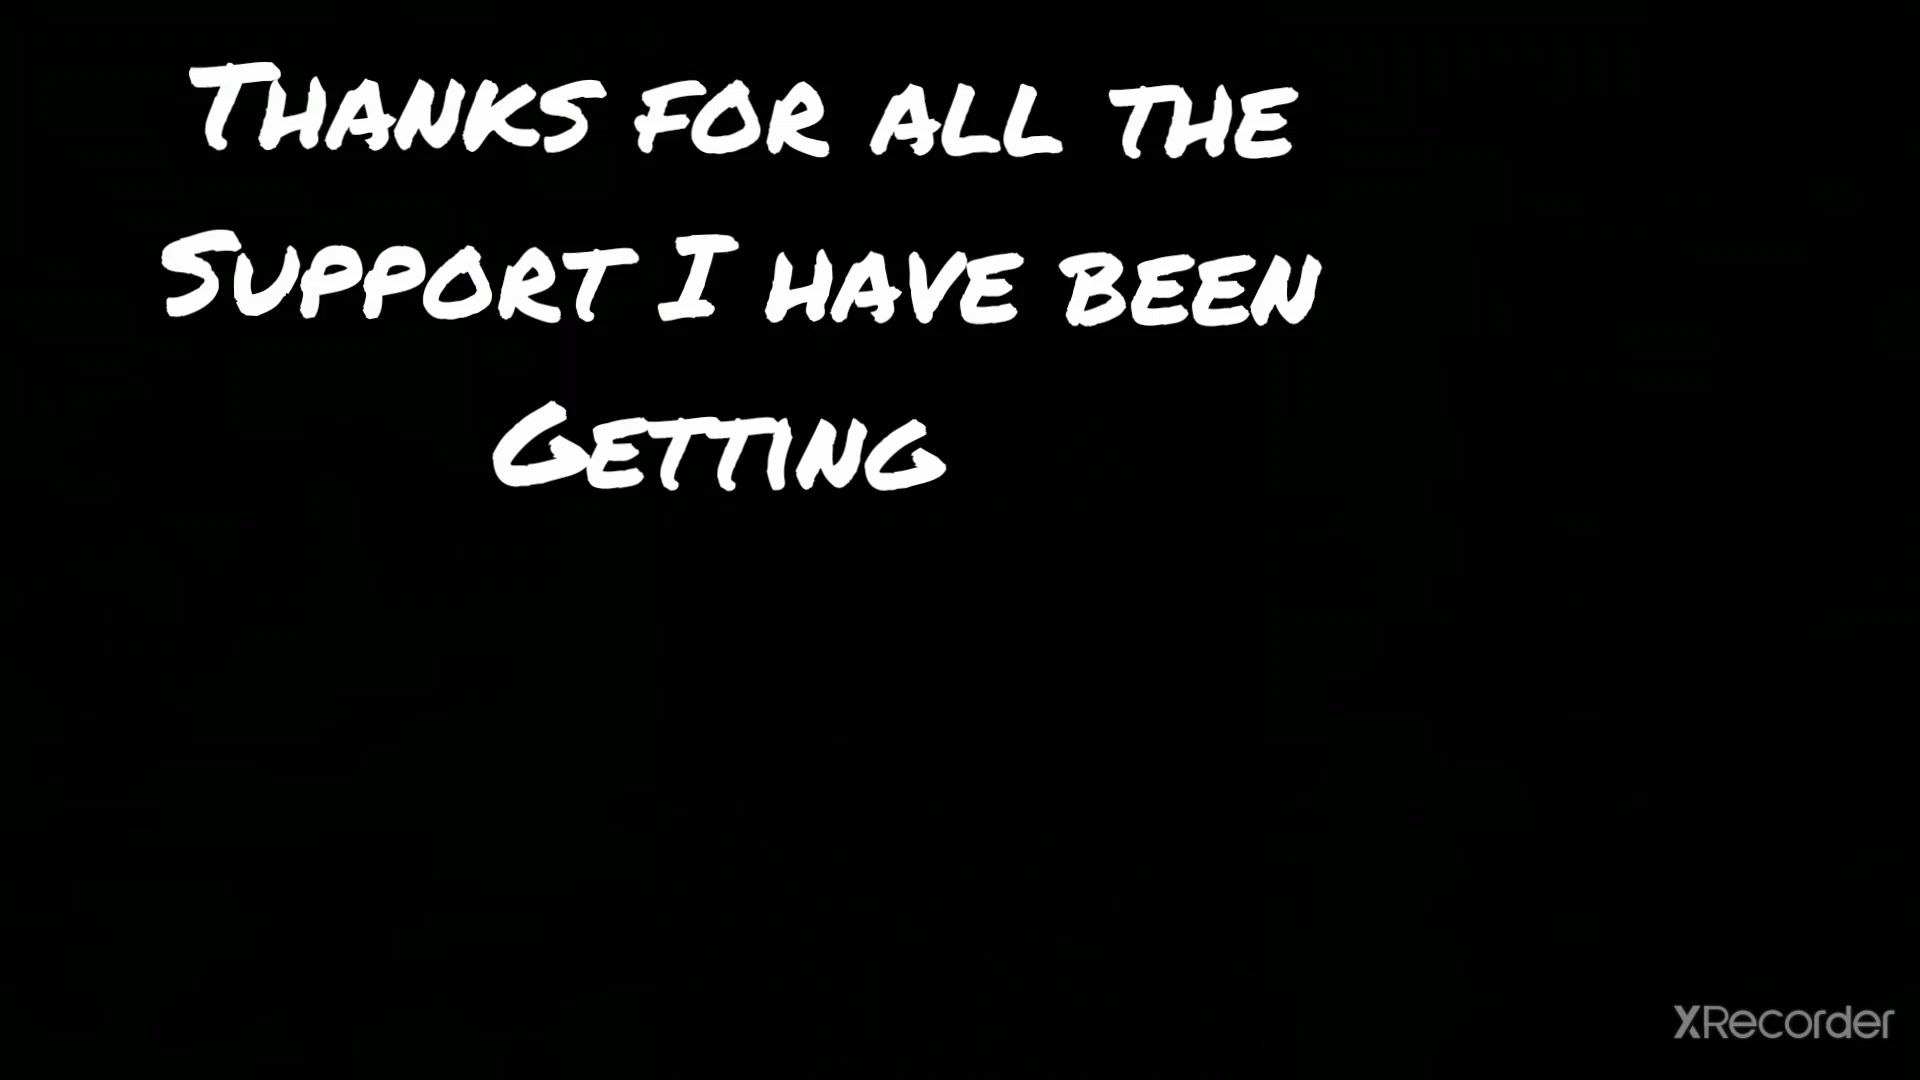 Thanks for all the
Support I have been
Getting
XRecorder